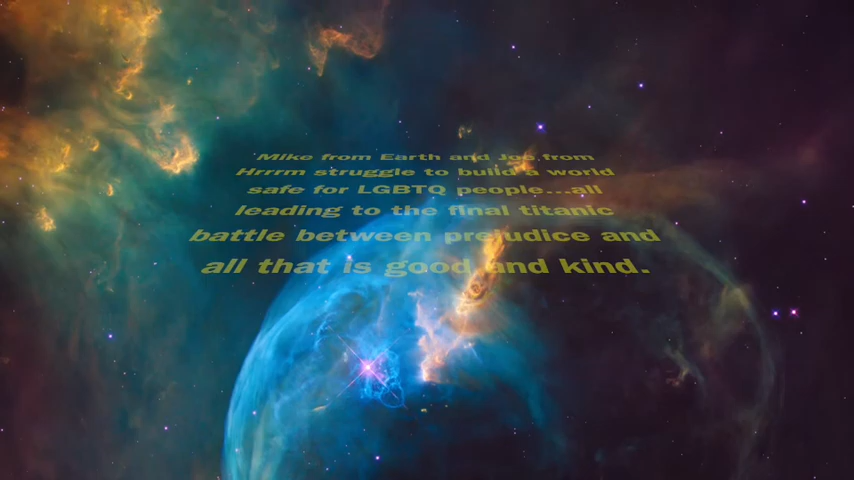 Mike from Earth and Joe from
Hrrrm struggle to build a world
safe for LGBTQ people....all
leading to the final titanic
battle between prejudice and
all that is good and kind.